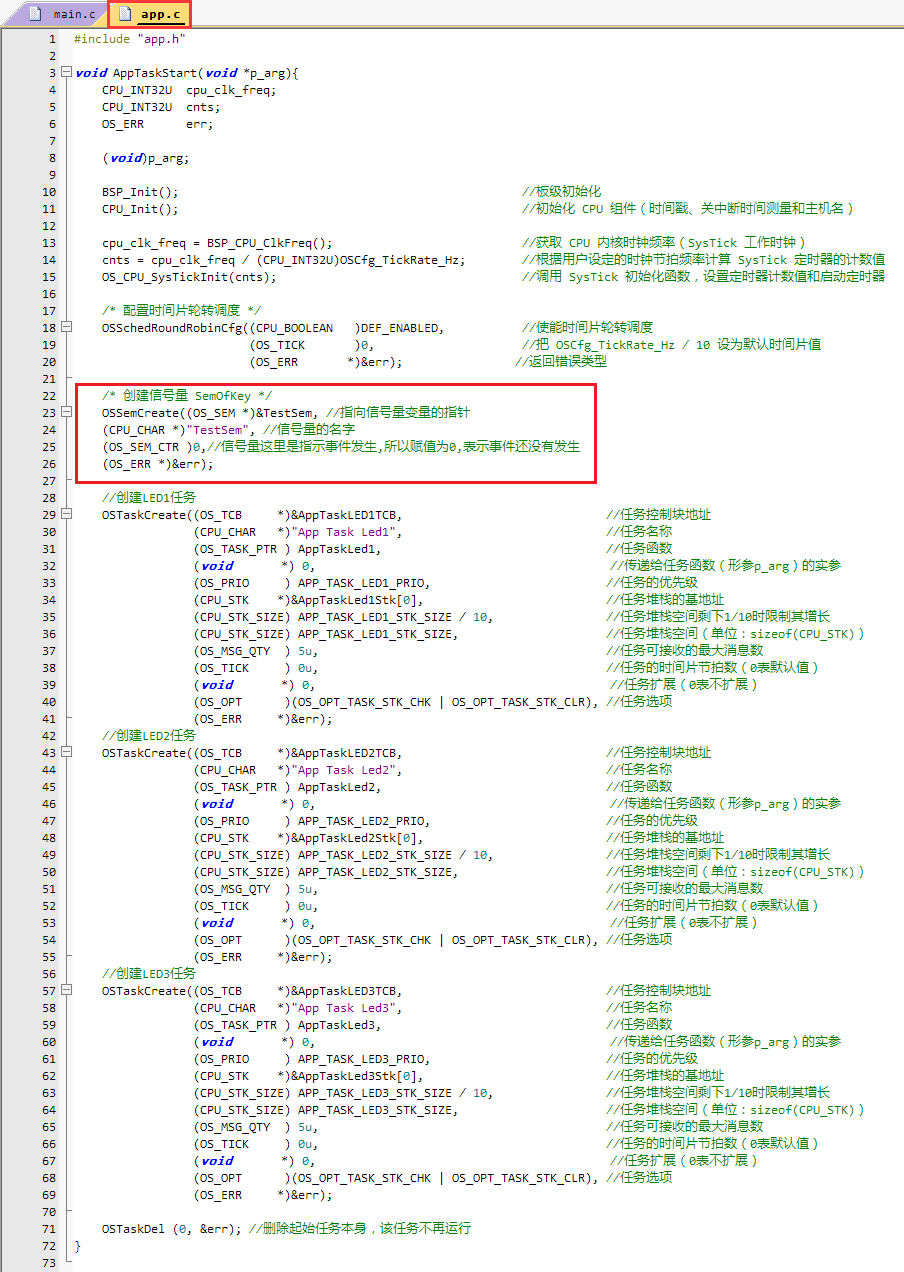 main.c app.c
1 #include "app.h"
2
3 void AppTaskStart(void *p_arg){
4     CPU_INT32U  cpu_clk_freq;
5     CPU_INT32U  cnts;
6     OS_ERR      err;
7
8     (void)p_arg;
9
10     BSP_Init();                                              //板级初始化
11     CPU_Init();                                              //初始化 CPU 组件（时间戳、关中断时间测量和主机名）
12
13     cpu_clk_freq = BSP_CPU_ClkFreq();                        //获取 CPU 内核时钟频率（SysTick 工作时钟）
14     cnts = cpu_clk_freq / (CPU_INT32U)OSCfg_TickRate_Hz;     //根据用户设定的时钟节拍频率计算 SysTick 定时器的计数值
15     OS_CPU_SysTickInit(cnts);                                //调用 SysTick 初始化函数，设置定时器计数值和启动定时器
16
17     /* 配置时间片轮转调度 */
18     OSSchedRoundRobinCfg((CPU_BOOLEAN   )DEF_ENABLED,        //使能时间片轮转调度
19                          (OS_TICK       )0,                  //把 OSCfg_TickRate_Hz / 10 设为默认时间片值
20                          (OS_ERR       *)&err);              //返回错误类型
21
22     /* 创建信号量 SemOfKey */
23     OSSemCreate((OS_SEM *)&TestSem, //指向信号量变量的指针
24     (CPU_CHAR *)"TestSem", //信号量的名字
25     (OS_SEM_CTR )0,//信号量这里是指示事件发生,所以赋值为0,表示事件还没有发生
26     (OS_ERR *)&err);
27
28     //创建LED1任务
29     OSTaskCreate((OS_TCB     *)&AppTaskLED1TCB,                           //任务控制块地址
30                  (CPU_CHAR   *)"App Task Led1",                           //任务名称
31                  (OS_TASK_PTR ) AppTaskLed1,                              //任务函数
32                  (void       *) 0,                                        //传递给任务函数（形参p_arg）的实参
33                  (OS_PRIO     ) APP_TASK_LED1_PRIO,                       //任务的优先级
34                  (CPU_STK    *)&AppTaskLed1Stk[0],                        //任务堆栈的基地址
35                  (CPU_STK_SIZE) APP_TASK_LED1_STK_SIZE / 10,              //任务堆栈空间剩下1/10时限制其增长
36                  (CPU_STK_SIZE) APP_TASK_LED1_STK_SIZE,                   //任务堆栈空间（单位：sizeof(CPU_STK)）
37                  (OS_MSG_QTY  ) 5u,                                       //任务可接收的最大消息数
38                  (OS_TICK     ) 0u,                                       //任务的时间片节拍数（0表默认值）
39                  (void       *) 0,                                        //任务扩展（0表不扩展）
40                  (OS_OPT      )(OS_OPT_TASK_STK_CHK | OS_OPT_TASK_STK_CLR), //任务选项
41                  (OS_ERR     *)&err);
42     //创建LED2任务
43     OSTaskCreate((OS_TCB     *)&AppTaskLED2TCB,                           //任务控制块地址
44                  (CPU_CHAR   *)"App Task Led2",                           //任务名称
45                  (OS_TASK_PTR ) AppTaskLed2,                              //任务函数
46                  (void       *) 0,                                        //传递给任务函数（形参p_arg）的实参
47                  (OS_PRIO     ) APP_TASK_LED2_PRIO,                       //任务的优先级
48                  (CPU_STK    *)&AppTaskLed2Stk[0],                        //任务堆栈的基地址
49                  (CPU_STK_SIZE) APP_TASK_LED2_STK_SIZE / 10,              //任务堆栈空间剩下1/10时限制其增长
50                  (CPU_STK_SIZE) APP_TASK_LED2_STK_SIZE,                   //任务堆栈空间（单位：sizeof(CPU_STK)）
51                  (OS_MSG_QTY  ) 5u,                                       //任务可接收的最大消息数
52                  (OS_TICK     ) 0u,                                       //任务的时间片节拍数（0表默认值）
53                  (void       *) 0,                                        //任务扩展（0表不扩展）
54                  (OS_OPT      )(OS_OPT_TASK_STK_CHK | OS_OPT_TASK_STK_CLR), //任务选项
55                  (OS_ERR     *)&err);
56     //创建LED3任务
57     OSTaskCreate((OS_TCB     *)&AppTaskLED3TCB,                           //任务控制块地址
58                  (CPU_CHAR   *)"App Task Led3",                           //任务名称
59                  (OS_TASK_PTR ) AppTaskLed3,                              //任务函数
60                  (void       *) 0,                                        //传递给任务函数（形参p_arg）的实参
61                  (OS_PRIO     ) APP_TASK_LED3_PRIO,                       //任务的优先级
62                  (CPU_STK    *)&AppTaskLed3Stk[0],                        //任务堆栈的基地址
63                  (CPU_STK_SIZE) APP_TASK_LED3_STK_SIZE / 10,              //任务堆栈空间剩下1/10时限制其增长
64                  (CPU_STK_SIZE) APP_TASK_LED3_STK_SIZE,                   //任务堆栈空间（单位：sizeof(CPU_STK)）
65                  (OS_MSG_QTY  ) 5u,                                       //任务可接收的最大消息数
66                  (OS_TICK     ) 0u,                                       //任务的时间片节拍数（0表默认值）
67                  (void       *) 0,                                        //任务扩展（0表不扩展）
68                  (OS_OPT      )(OS_OPT_TASK_STK_CHK | OS_OPT_TASK_STK_CLR), //任务选项
69                  (OS_ERR     *)&err);
70
71     OSTaskDel (0, &err); //删除起始任务本身，该任务不再运行
72 }
73